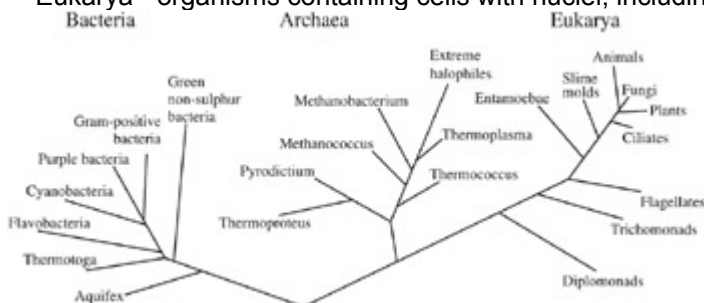 Eukarya - organisms containing cells with nuclei, includin
Bacteria
Archaea
Eukarya
Green
non-sulphur
bacteria
Gram-positive
bacteria
Purple bacteria
Cyanobacteria
Flavobacteria
Thermotoga
Aquifex
Extreme
halophiles
Methanobacterium
Methanococcus
Thermoplasma
Pyrodictium
Thermococcus
Thermoproteus
Animals
Slime
molds
Entamoebae
Fungi
Plants
Ciliates
Flagellates
Trichomonads
Diplomonads